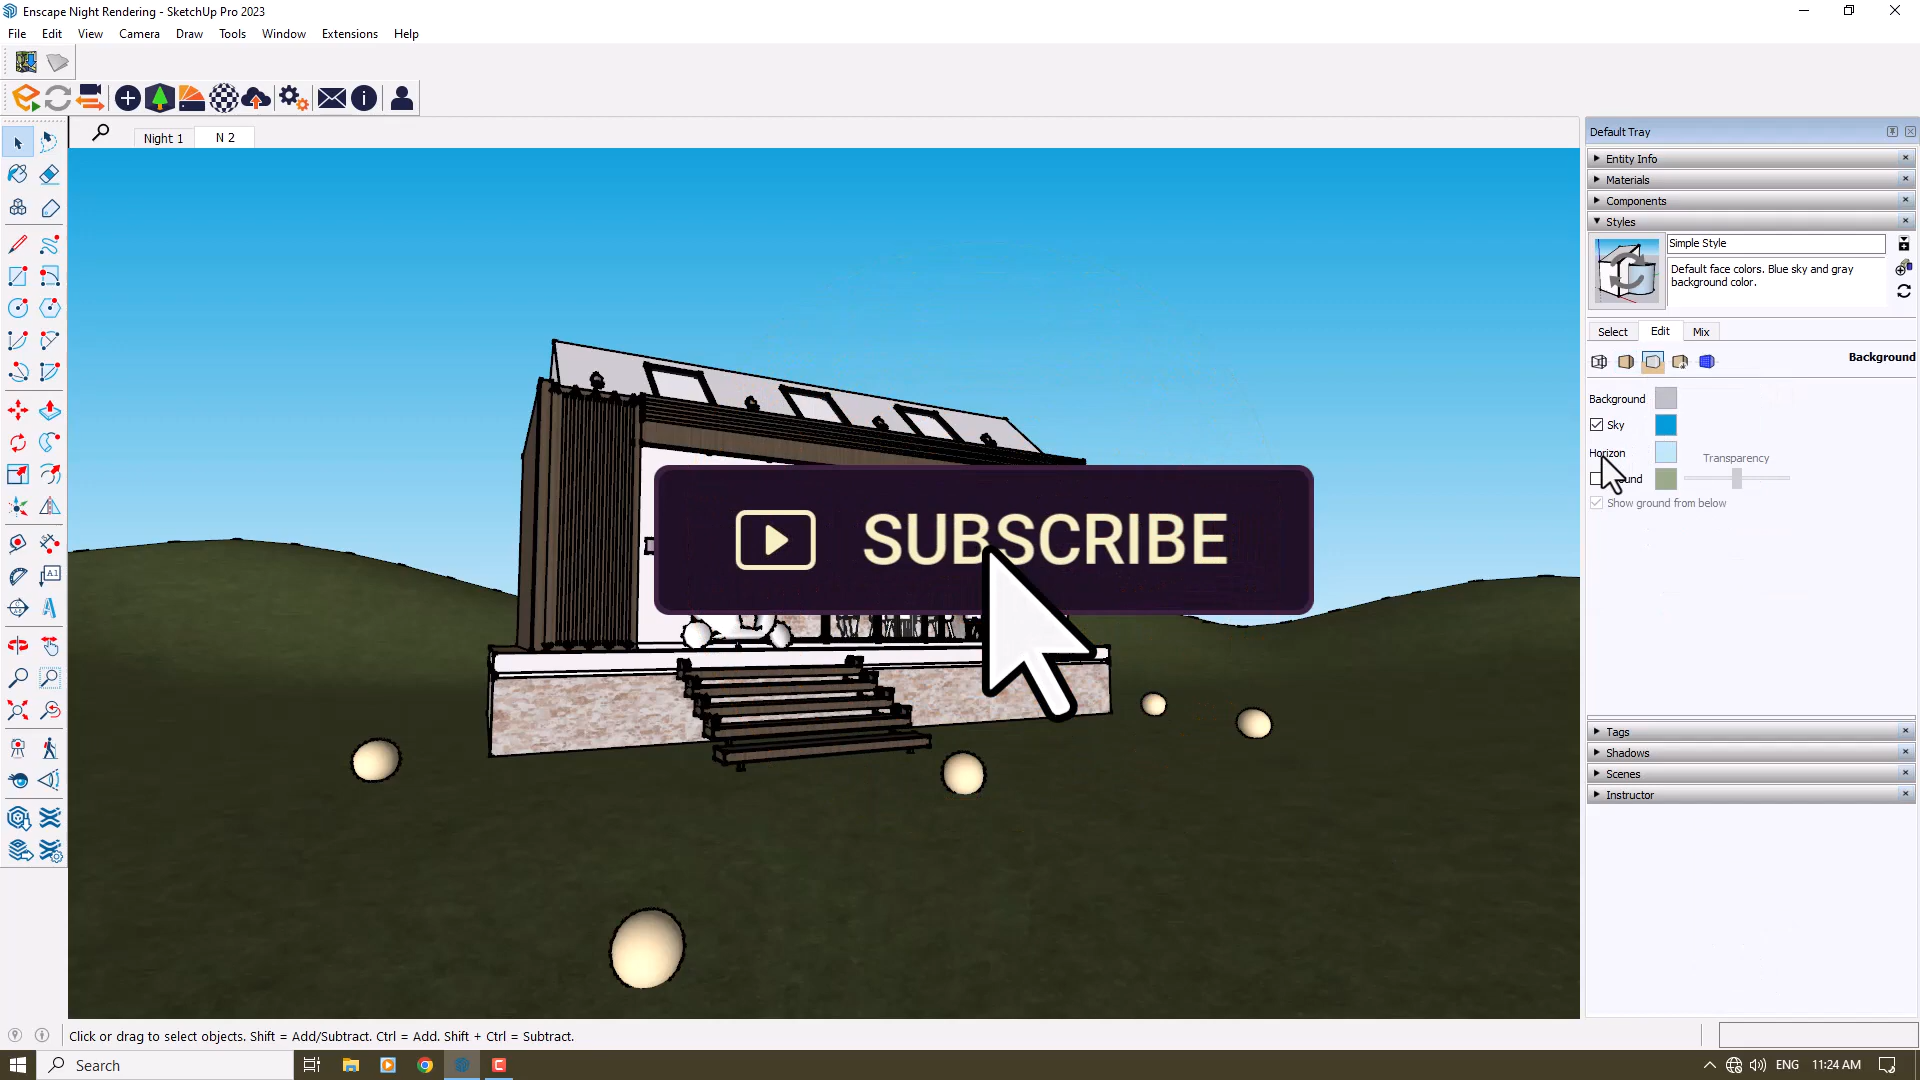 Enscape Night Rendering - SketchUp Pro 2023
File Edit View Camera Draw Tools Window Extensions Help
Night 1 N 2
Default Tray
Entity Info
Materials
Components
Styles
Simple Style
Default face colors. Blue sky and gray
background color.
Select Edit Mix
Background
Background
Sky
Horizon
Transparency
Show ground from below
SUBSCRIBE
Tags
Shadows
Scenes
Instructor
Click or drag to select objects. Shift = Add/Subtract. Ctrl = Add. Shift + Ctrl = Subtract.
Search
ENG 11:24 AM